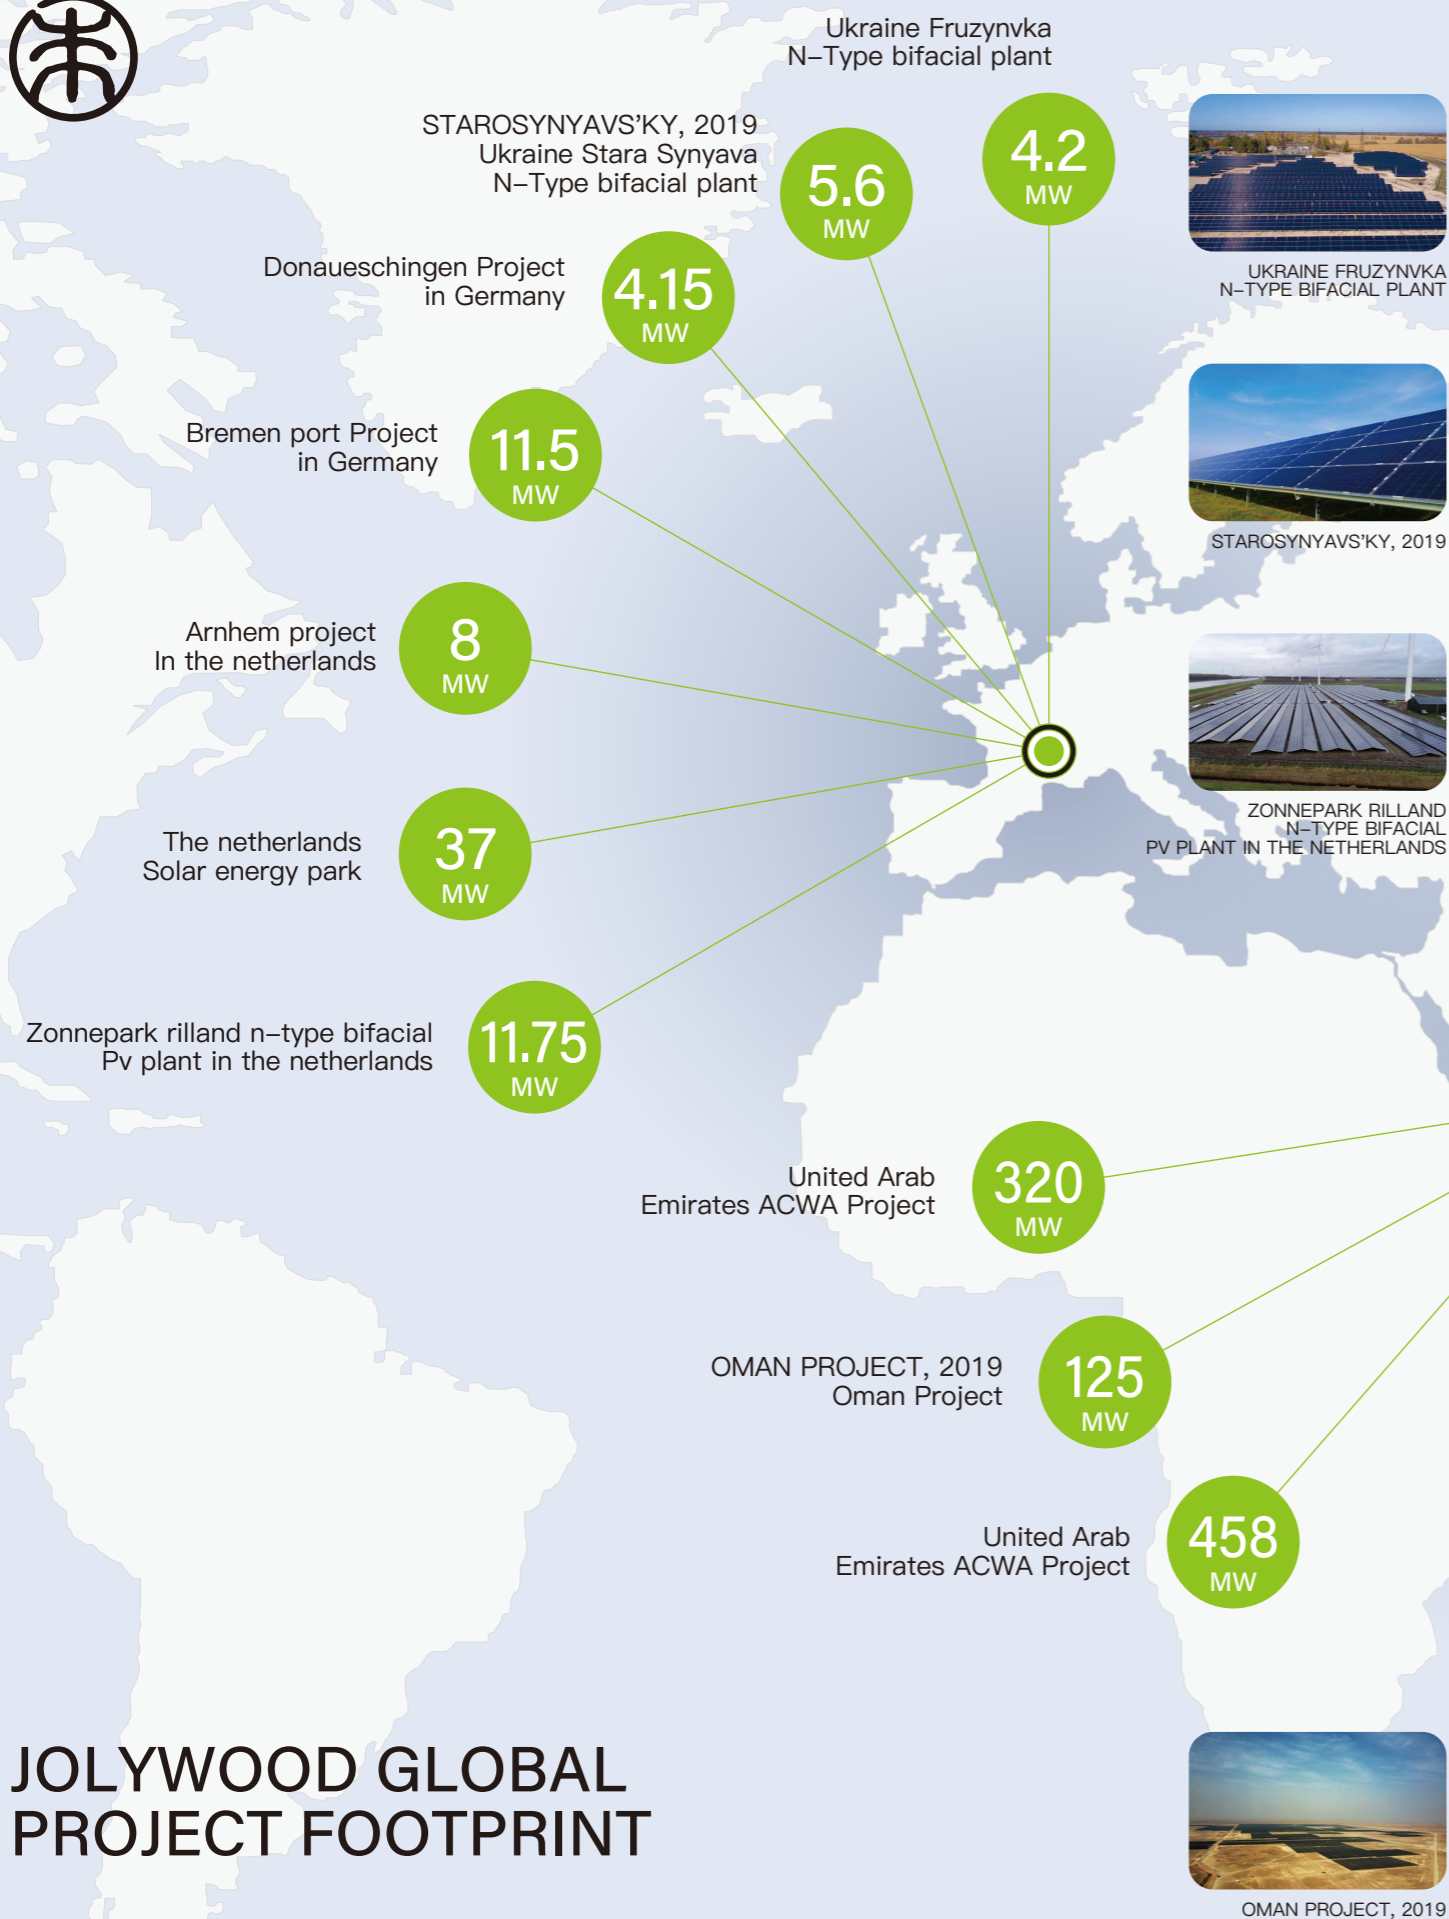 Ukraine Fruzynvka
N–Type bifacial plant
4.2
MW
STAROSYNYAVS'KY, 2019
Ukraine Stara Synyava
N–Type bifacial plant
5.6
MW
Donaueschingen Project
in Germany
4.15
MW
Bremen port Project
in Germany
11.5
MW
Arnhem project
In the netherlands
8
MW
The netherlands
Solar energy park
37
MW
Zonnepark rilland n–type bifacial
Pv plant in the netherlands
11.75
MW
United Arab
Emirates ACWA Project
320
MW
OMAN PROJECT, 2019
Oman Project
125
MW
United Arab
Emirates ACWA Project
458
MW
UKRAINE FRUZYNVKA
N–TYPE BIFACIAL PLANT
STAROSYNYAVS'KY, 2019
ZONNEPARK RILLAND
N–TYPE BIFACIAL
PV PLANT IN THE NETHERLANDS
OMAN PROJECT, 2019
JOLYWOOD GLOBAL
PROJECT FOOTPRINT